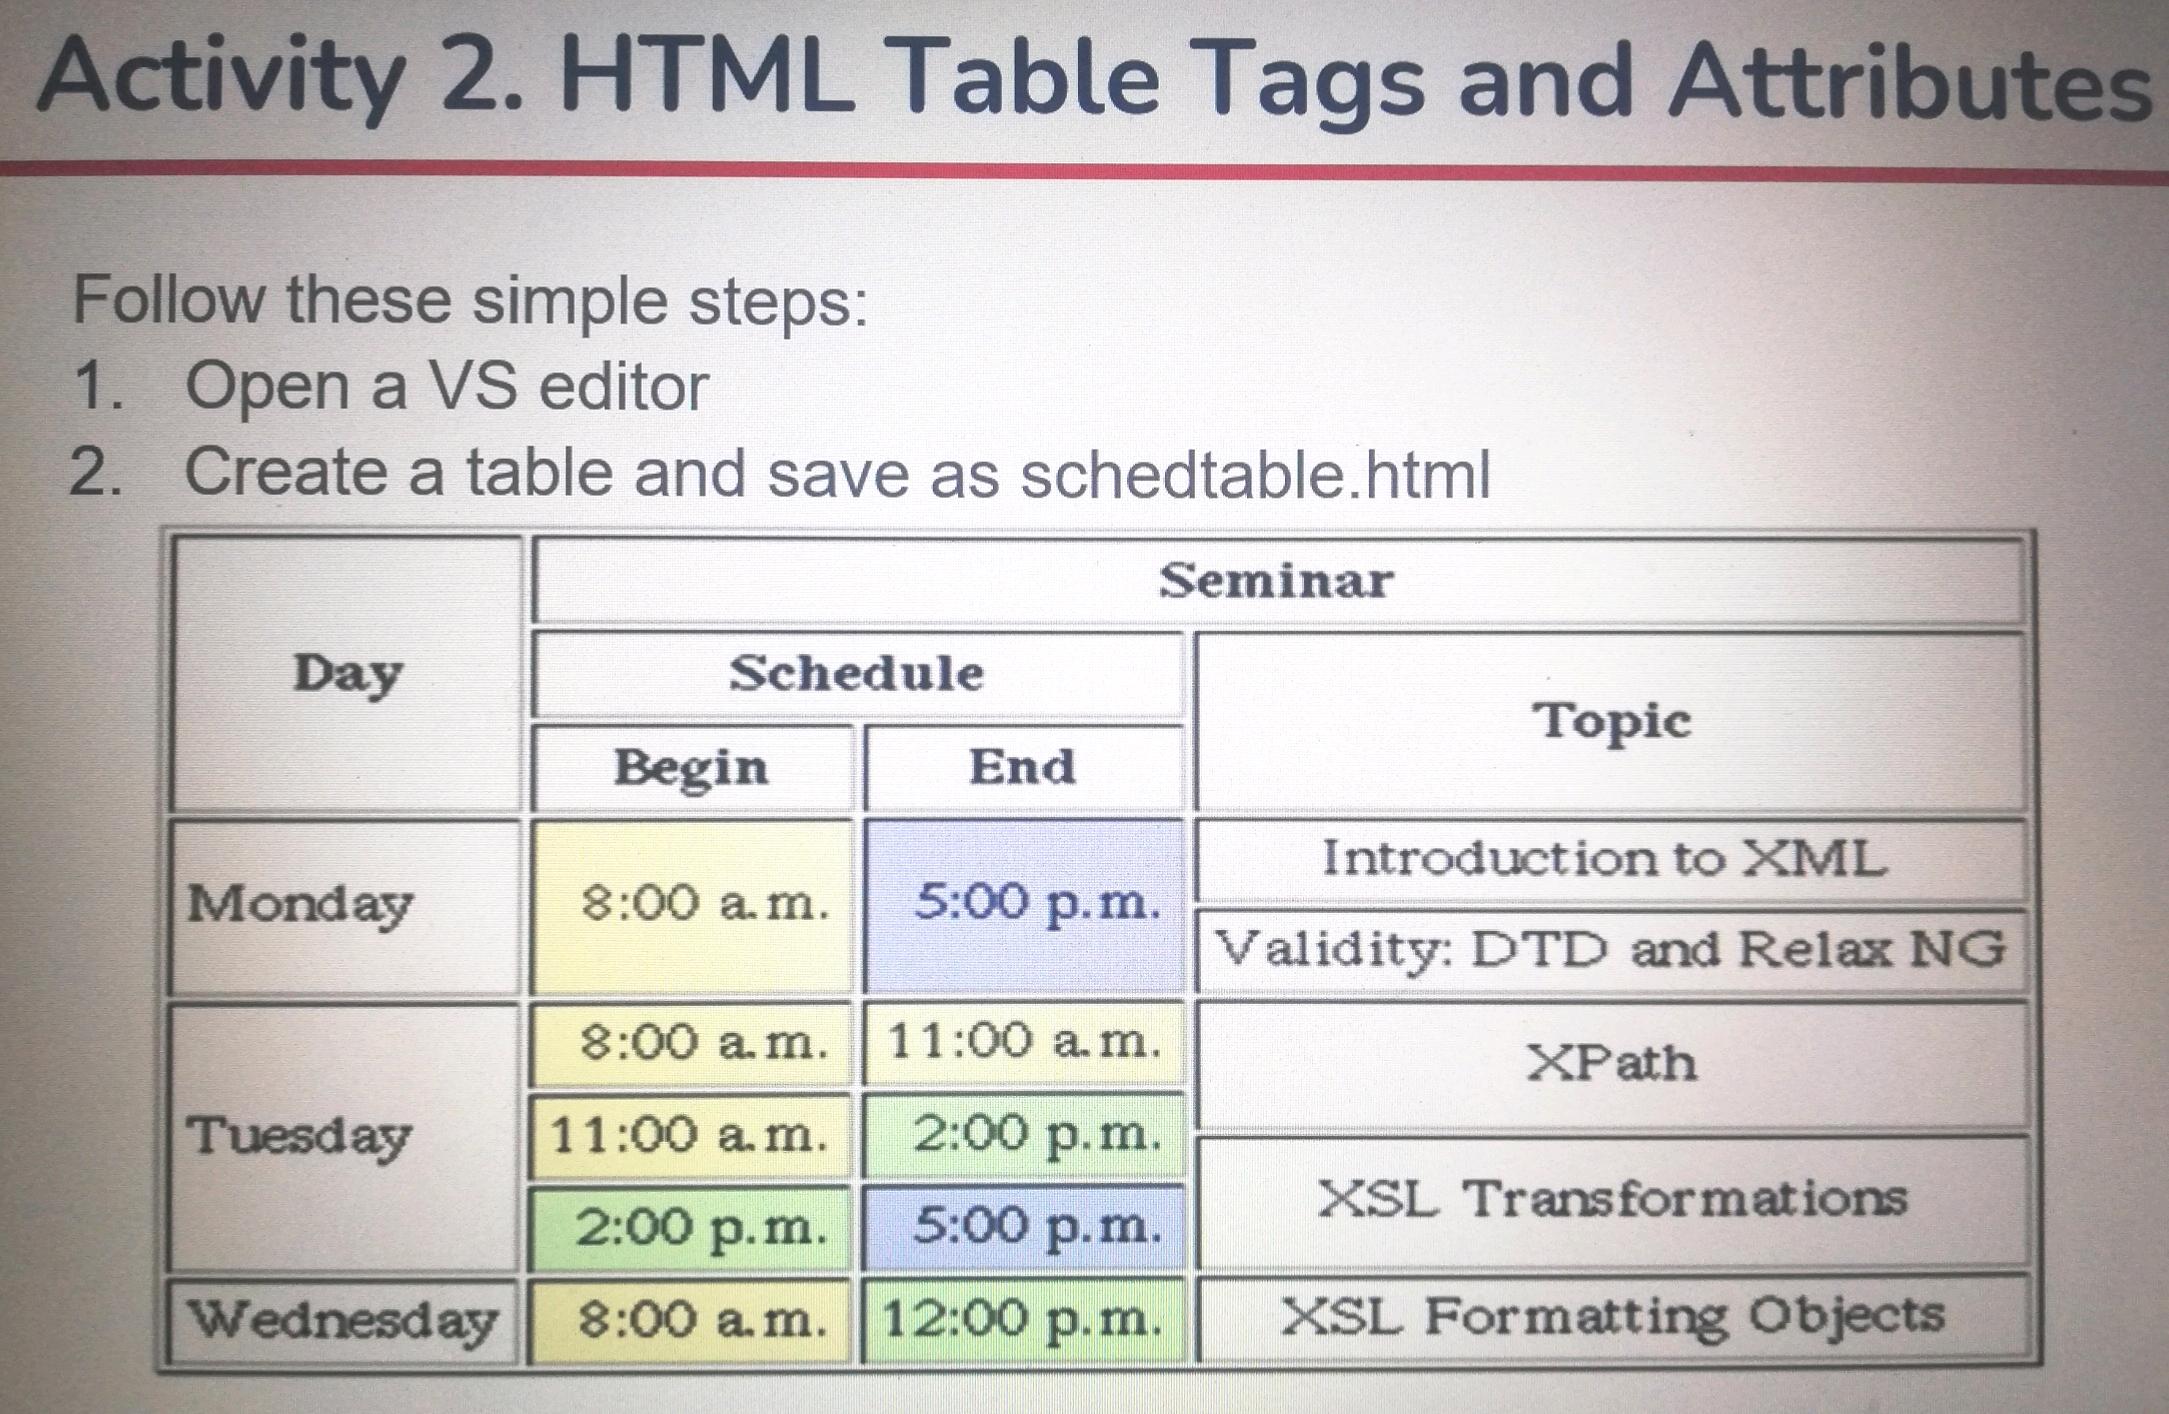 Activity 2. HTML Table Tags and Attributes
Follow these simple steps:
1. Open a VS editor
2. Create a table and save as schedtable.html
Day
Seminar
Schedule
Topic
Begin
End
Monday
8:00 a.m.
5:00 p.m.
Introduction to XML
Validity: DTD and Relax NG
Tuesday
8:00 a.m.
11:00 a.m.
XPath
11:00 a.m.
2:00 p.m.
XSL Transformations
2:00 p.m.
5:00 p.m.
Wednesday
8:00 a.m.
12:00 p.m.
XSL Formatting Objects